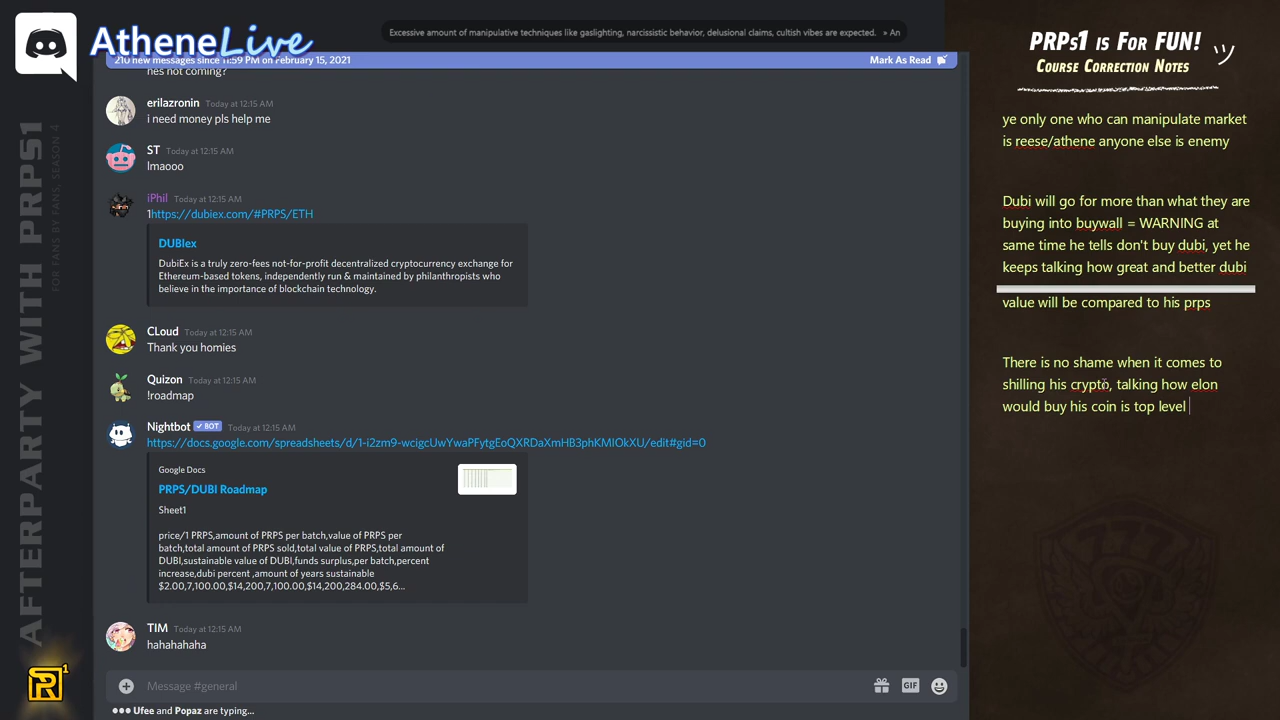 AtheneLive
Excessive amount of manipulative techniques like gaslighting, narcissistic behavior, delusional claims, cultish vibes are expected. » An
210 new messages since 11:59 PM on February 15, 2021
Mark As Read
hes not coming?
erilazronin Today at 12:15 AM
i need money pls help me
ST Today at 12:15 AM
lmaooo
iPhil Today at 12:15 AM
1https://dubiex.com/#PRPS/ETH
DUBIex
DubiEx is a truly zero-fees not-for-profit decentralized cryptocurrency exchange for
Ethereum-based tokens, independently run & maintained by philanthropists who
believe in the importance of blockchain technology.
CLoud Today at 12:15 AM
Thank you homies
Quizon Today at 12:15 AM
!roadmap
Nightbot ✓ BOT Today at 12:15 AM
https://docs.google.com/spreadsheets/d/1-i2zm9-wcigcUwYwaPFytgEoQXRDaXmHB3phKMIOkXU/edit#gid=0
Google Docs
PRPS/DUBI Roadmap
Sheet1
price/1 PRPS,amount of PRPS per batch,value of PRPS per
batch,total amount of PRPS sold,total value of PRPS,total amount of
DUBI,sustainable value of DUBI,funds surplus,per batch,percent
increase,dubi percent ,amount of years sustainable
$2.00,7,100.00,$14,200,7,100.00,$14,200,284.00,$5,6...
TIM Today at 12:15 AM
hahahahaha
Message #general
GIF
Ufee and Popaz are typing...
AFTERPARTY WITH PRPS1
FOR FANS BY FANS, SEASON 4
R1
PRPs1 is For FUN!
Course Correction Notes
ツ
ye only one who can manipulate market
is reese/athene anyone else is enemy
Dubi will go for more than what they are
buying into buywall = WARNING at
same time he tells don't buy dubi, yet he
keeps talking how great and better dubi
value will be compared to his prps
There is no shame when it comes to
shilling his crypto, talking how elon
would buy his coin is top level
777